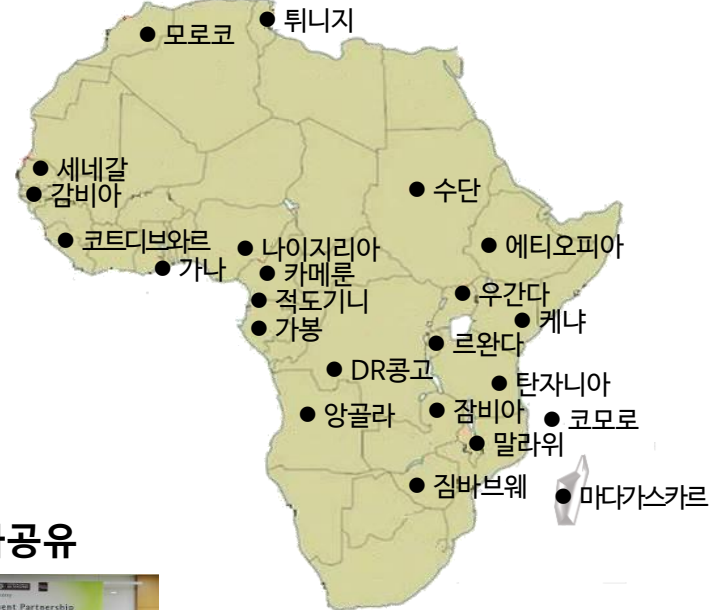 튀니지
모로코
세네갈
감비아
수단
코트디브와르
나이지리아
에티오피아
가나
카메룬
적도기니
우간다
가봉
케냐
르완다
DR콩고
탄자니아
앙골라
잠비아
코모로
말라위
짐바브웨
마다가스카르
공유
Partnership